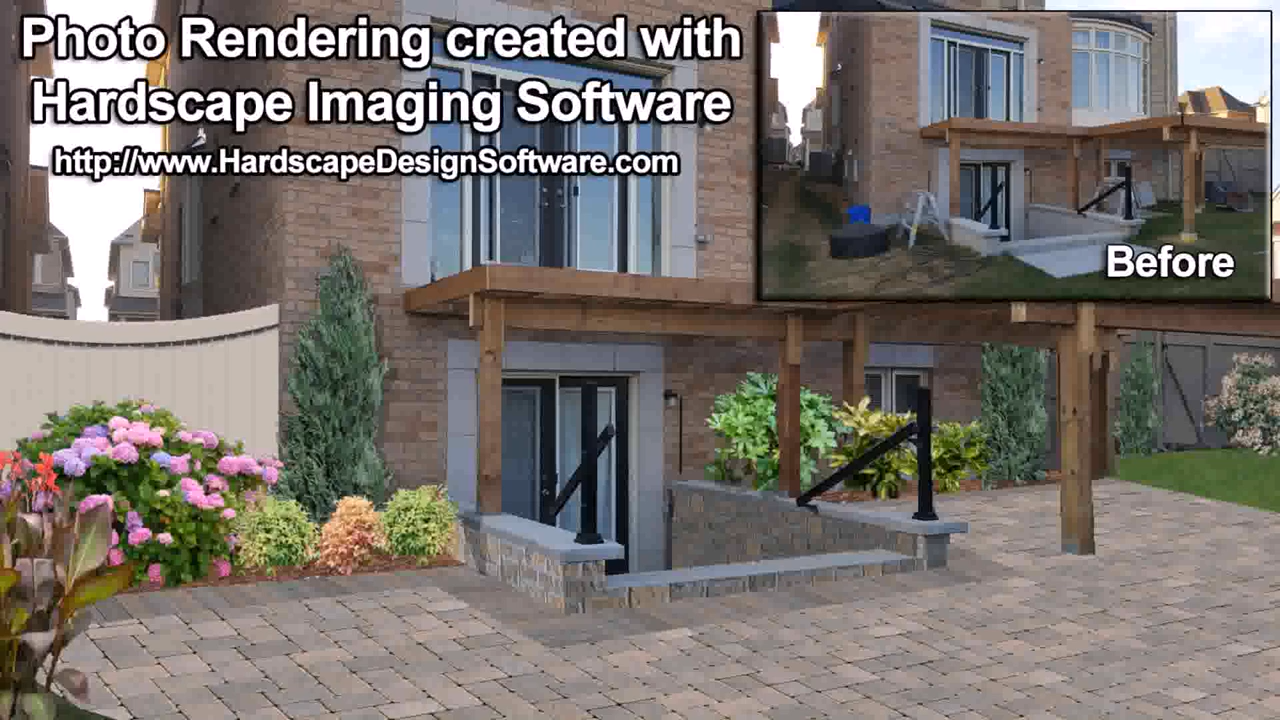 Photo Rendering created with
Hardscape Imaging Software
http://www.HardscapeDesignSoftware.com
Before